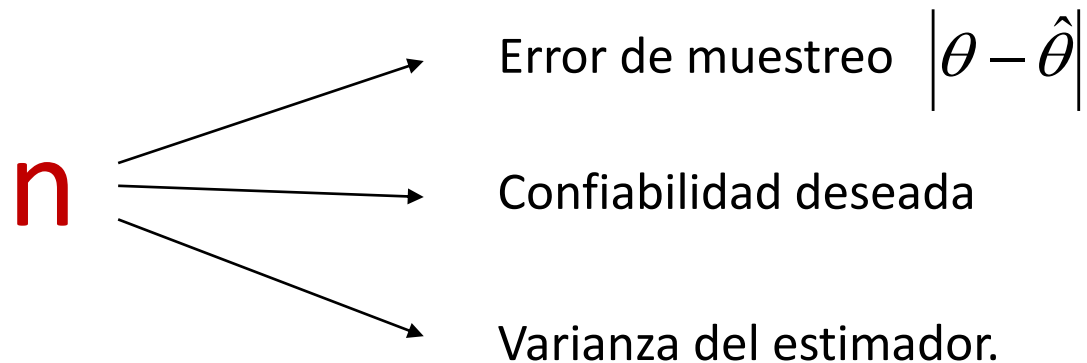 Error de muestreo |θ − θ̂|
n
Confiabilidad deseada
Varianza del estimador.